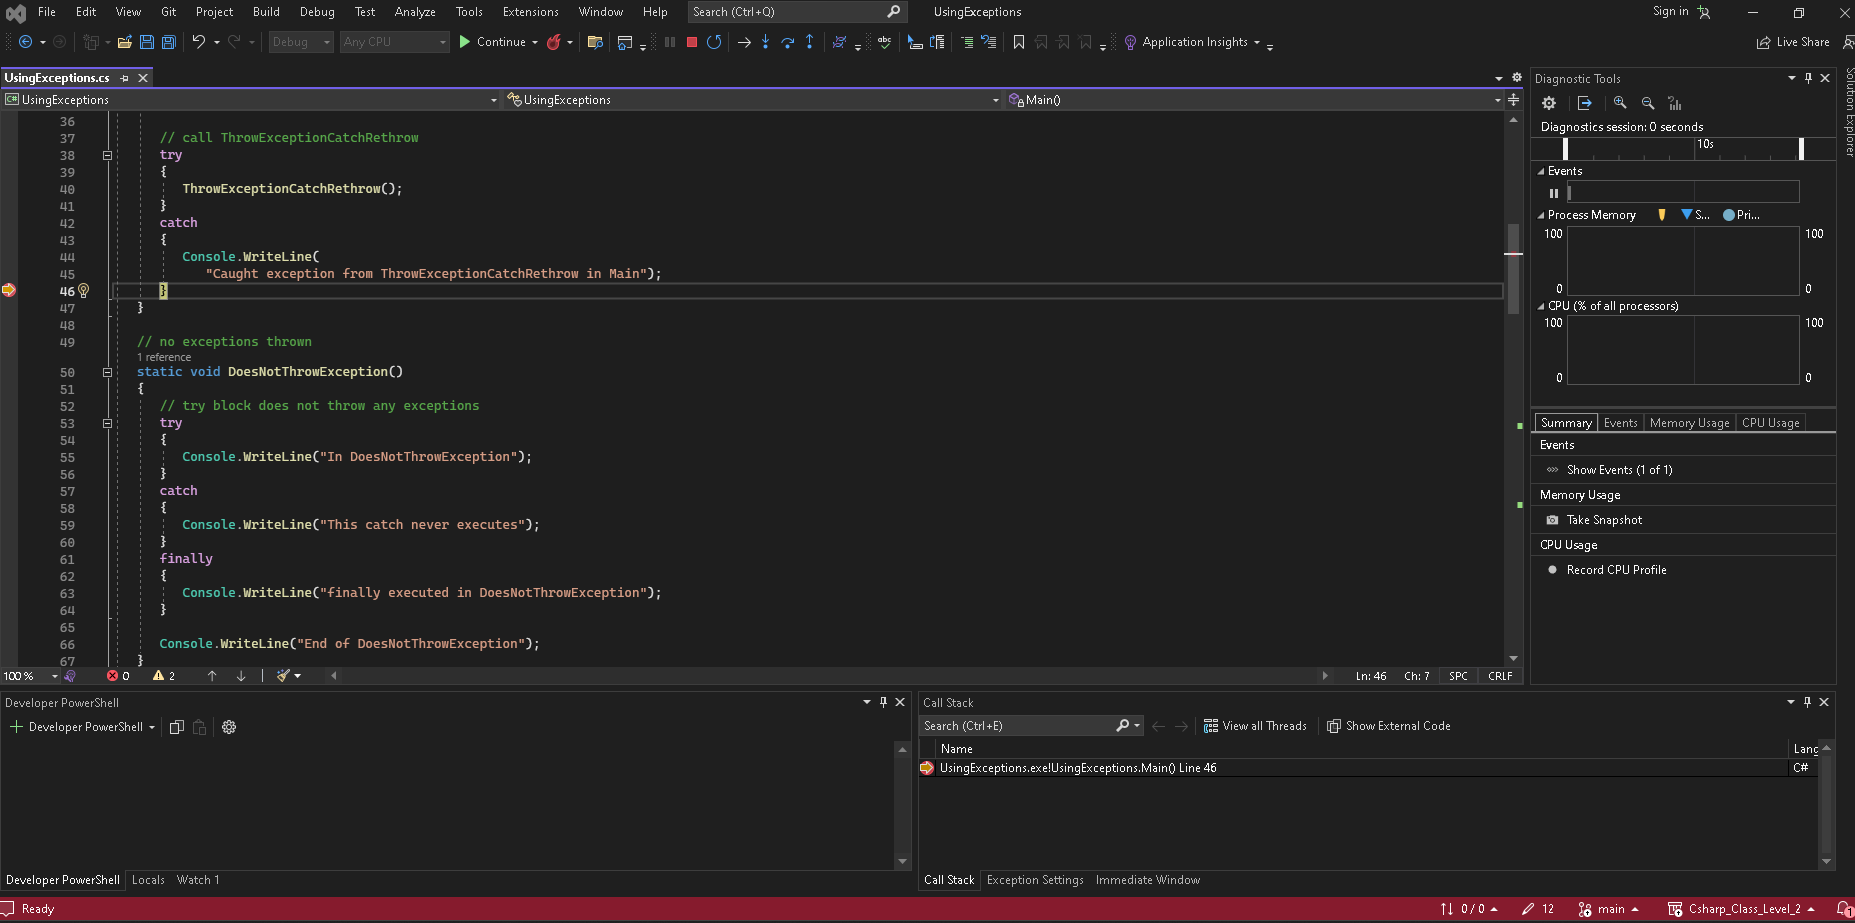 File Edit View Git Project Build Debug Test Analyze Tools Extensions Window Help Search (Ctrl+Q) UsingExceptions Sign in
Debug Any CPU Continue abc Application Insights Live Share
UsingExceptions.cs
C# UsingExceptions UsingExceptions Main()
36
37 // call ThrowExceptionCatchRethrow
38 try
39 {
40 ThrowExceptionCatchRethrow();
41 }
42 catch
43 {
44 Console.WriteLine(
45 "Caught exception from ThrowExceptionCatchRethrow in Main");
46 }
47 }
48
49 // no exceptions thrown
1 reference
50 static void DoesNotThrowException()
51 {
52 // try block does not throw any exceptions
53 try
54 {
55 Console.WriteLine("In DoesNotThrowException");
56 }
57 catch
58 {
59 Console.WriteLine("This catch never executes");
60 }
61 finally
62 {
63 Console.WriteLine("finally executed in DoesNotThrowException");
64 }
65
66 Console.WriteLine("End of DoesNotThrowException");
67 }
100 % 0 2 Ln: 46 Ch: 7 SPC CRLF
Diagnostic Tools
Diagnostics session: 0 seconds
10s
Events
Process Memory S... Pri...
100 100
0 0
CPU (% of all processors)
100 100
0 0
Summary Events Memory Usage CPU Usage
Events
Show Events (1 of 1)
Memory Usage
Take Snapshot
CPU Usage
Record CPU Profile
Solution Explorer
Developer PowerShell
Developer PowerShell
Developer PowerShell Locals Watch 1
Call Stack
Search (Ctrl+E) View all Threads Show External Code
Name Lang
UsingExceptions.exe!UsingExceptions.Main() Line 46 C#
Call Stack Exception Settings Immediate Window
Ready 0 / 0 12 main Csharp_Class_Level_2 1